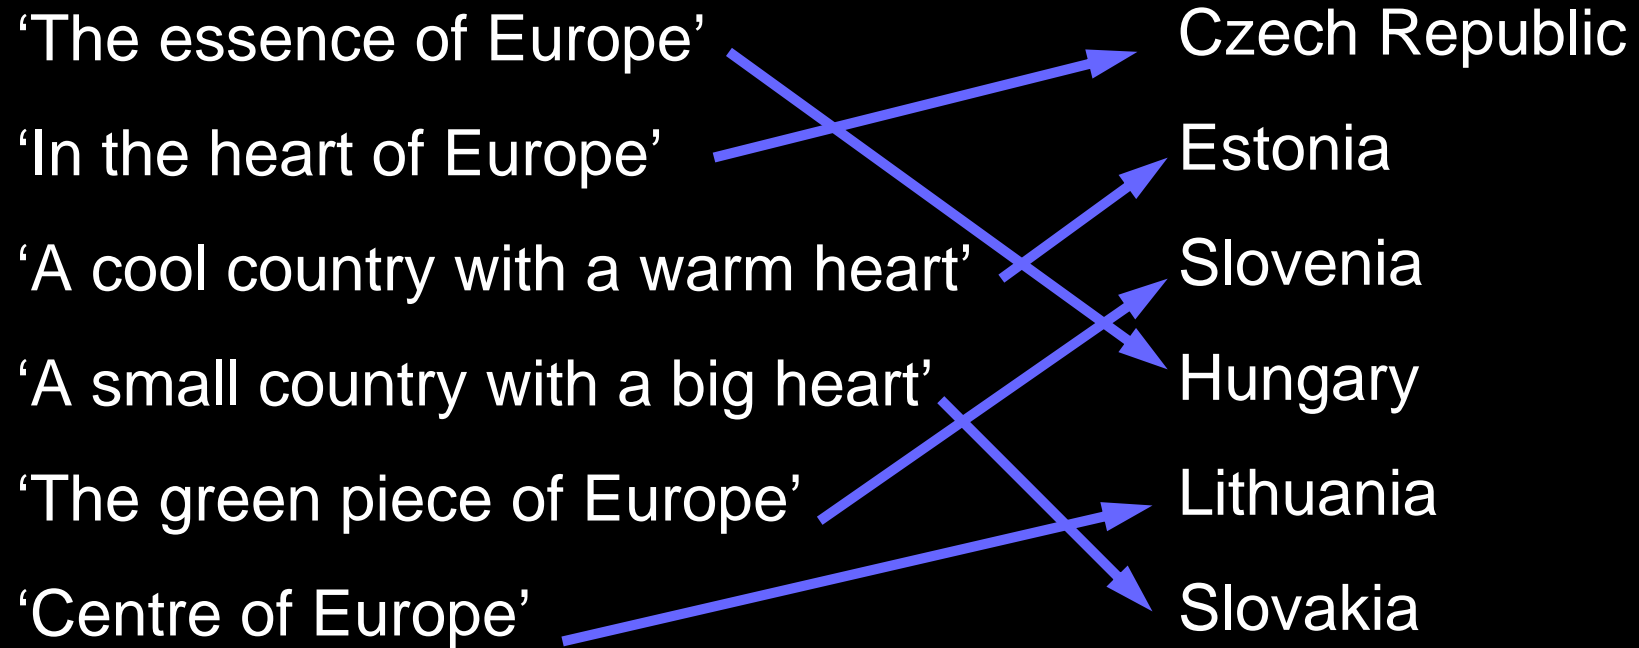 ‘The essence of Europe’ Czech Republic
‘In the heart of Europe’ Estonia
‘A cool country with a warm heart’ Slovenia
‘A small country with a big heart’ Hungary
‘The green piece of Europe’ Lithuania
‘Centre of Europe’ Slovakia